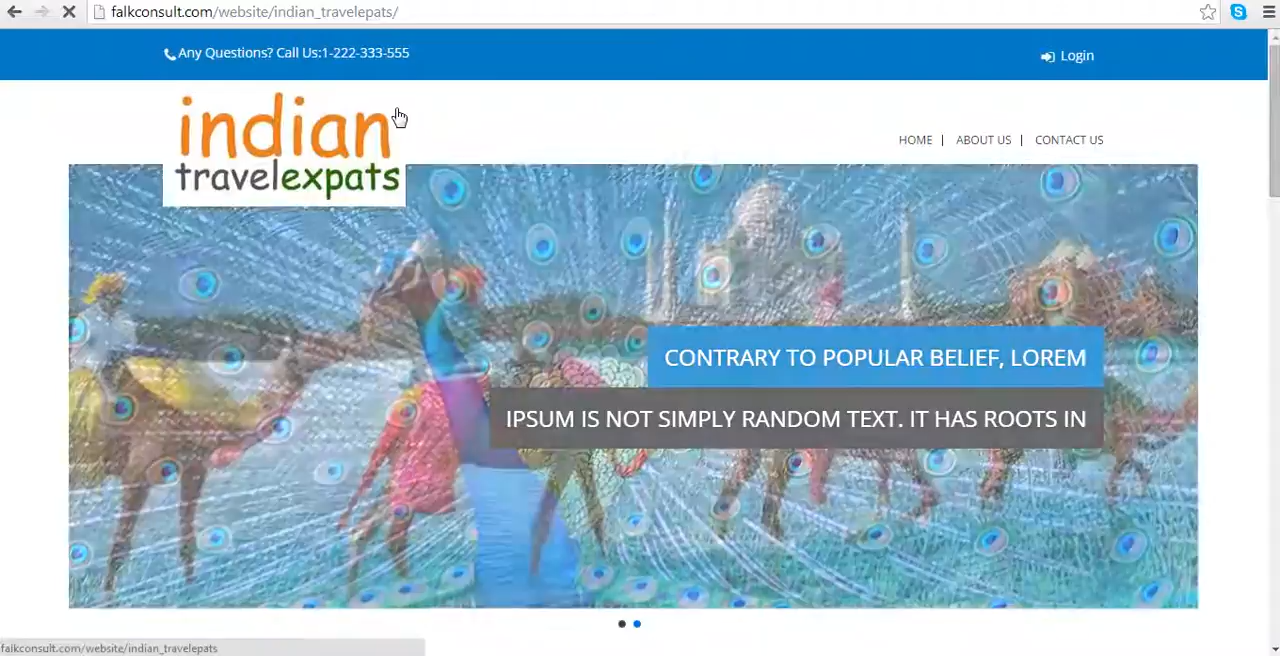 falkconsult.com/website/indian_travelepats/
Any Questions? Call Us:1-222-333-555
Login
indian
travelexpats
HOME | ABOUT US | CONTACT US
CONTRARY TO POPULAR BELIEF, LOREM
IPSUM IS NOT SIMPLY RANDOM TEXT. IT HAS ROOTS IN
falkconsult.com/website/indian_travelepats